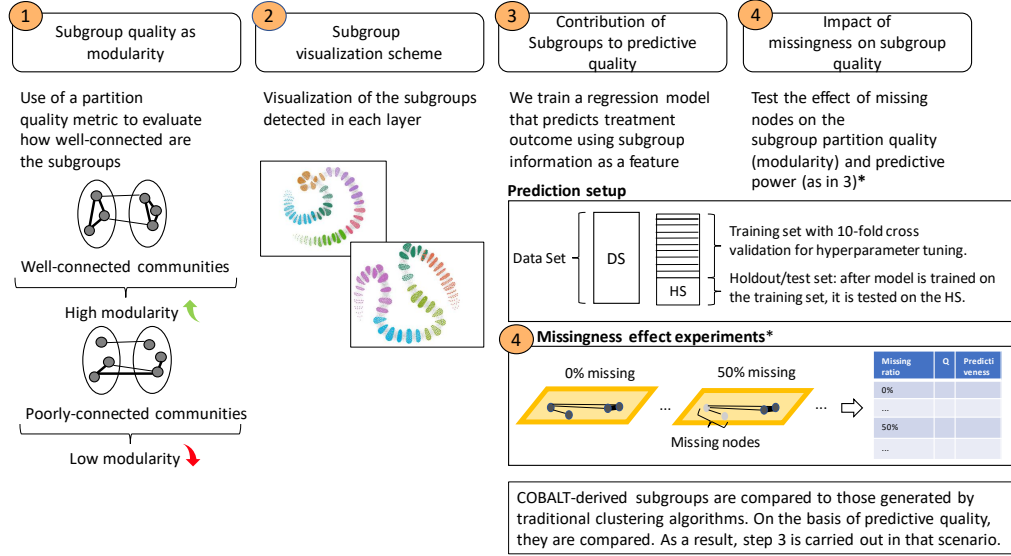 1
Subgroup quality as
modularity
Use of a partition
quality metric to evaluate
how well-connected are
the subgroups
Well-connected communities
High modularity
Poorly-connected communities
Low modularity
2
Subgroup
visualization scheme
Visualization of the subgroups
detected in each layer
3
Contribution of
Subgroups to predictive
quality
We train a regression model
that predicts treatment
outcome using subgroup
information as a feature
4
Impact of
missingness on subgroup
quality
Test the effect of missing
nodes on the
subgroup partition quality
(modularity) and predictive
power (as in 3)*
Prediction setup
Data Set
DS
HS
Training set with 10-fold cross
validation for hyperparameter tuning.
Holdout/test set: after model is trained on
the training set, it is tested on the HS.
4
Missingness effect experiments*
0% missing
...
50% missing
...
Missing nodes
Missing
ratio
Q
Predicti
veness
0%
...
50%
...
COBALT-derived subgroups are compared to those generated by
traditional clustering algorithms. On the basis of predictive quality,
they are compared. As a result, step 3 is carried out in that scenario.